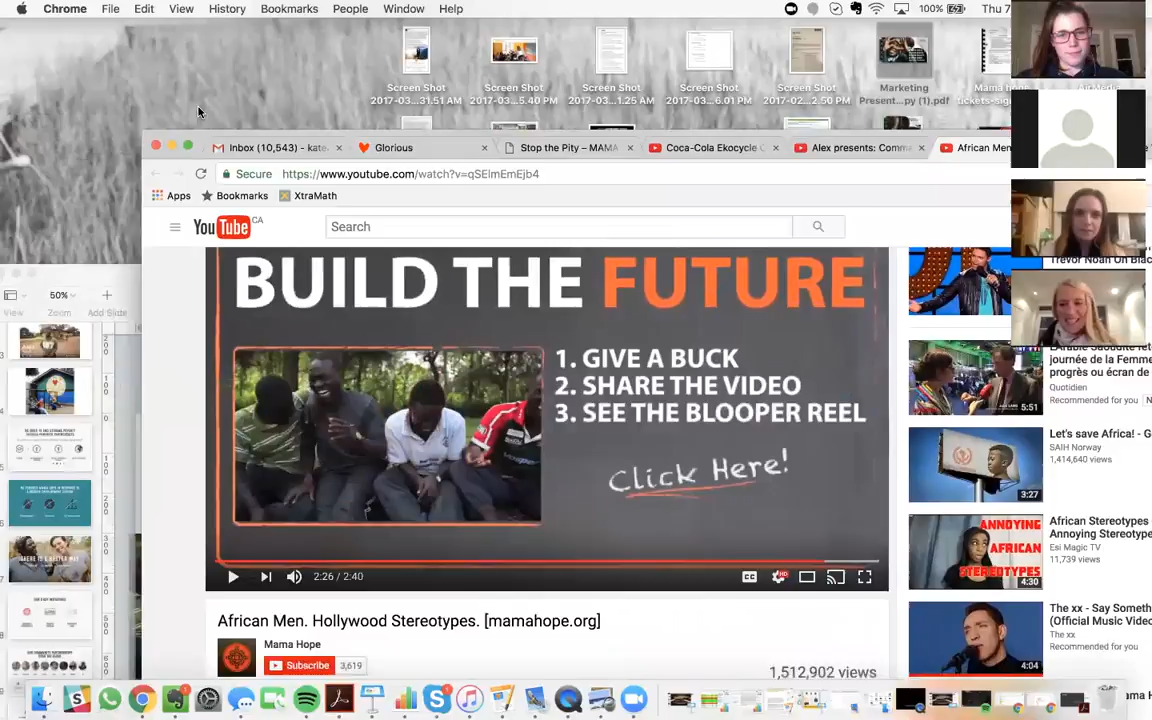 Chrome File Edit View History Bookmarks People Window Help
100%
Thu 7
Screen Shot
2017-03...31.51 AM
Screen Shot
2017-03...5.40 PM
Screen Shot
2017-03...1.25 AM
Screen Shot
2017-03...6.01 PM
Screen Shot
2017-02...2.50 PM
Marketing
Present...py (1).pdf
Inbox (10,543) - kate
Glorious
Stop the Pity – MAMA
Coca-Cola Ekocycle
Alex presents: Comm
African Men
Secure
https://www.youtube.com/watch?v=qSElmEmEjb4
Apps
Bookmarks
XtraMath
YouTube CA
Search
50%
View
Zoom
Add Slide
BUILD THE FUTURE
1. GIVE A BUCK
2. SHARE THE VIDEO
3. SEE THE BLOOPER REEL
Click Here!
2:26 / 2:40
African Men. Hollywood Stereotypes. [mamahope.org]
Mama Hope
Subscribe
3,619
1,512,902 views
Trevor Noah On Blac
journée de la Femme
progrès ou écran de
Quotidien
Recommended for you
5:51
Let's save Africa! - G
SAIH Norway
1,414,640 views
3:27
African Stereotypes
Annoying Stereotype
Esi Magic TV
11,739 views
ANNOYING
AFRICAN
STEREOTYPES
4:30
The xx - Say Someth
(Official Music Video
The xx
Recommended for you
4:04